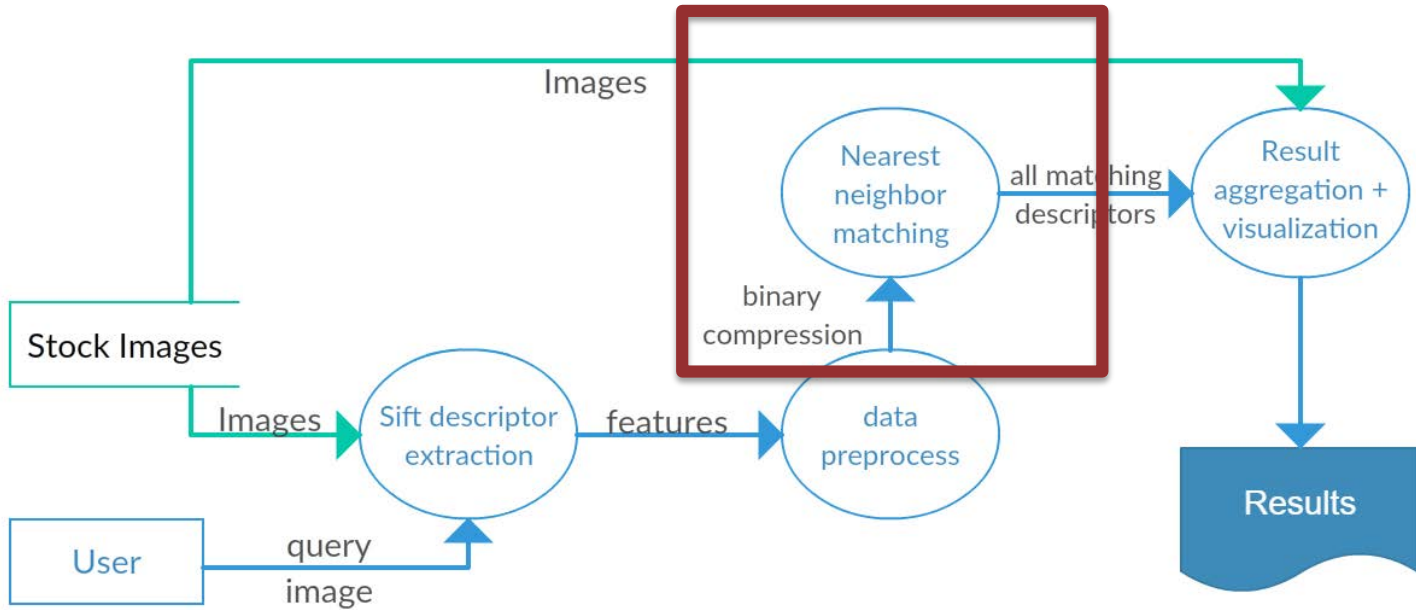 Images
Nearest
neighbor
matching
all matching
descriptors
Result
aggregation +
visualization
binary
compression
Stock Images
Images
Sift descriptor
extraction
features
data
preprocess
Results
User
query
image